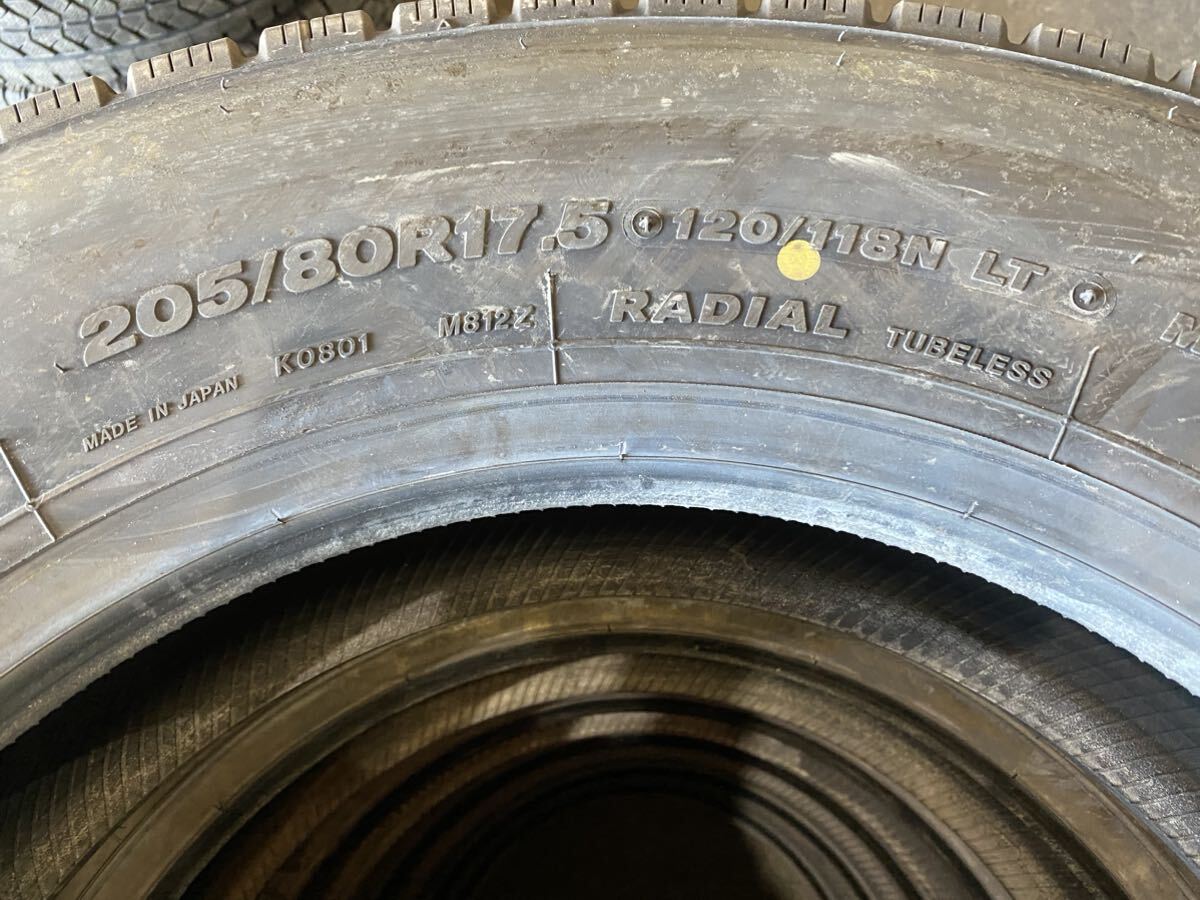 205/80R17.5 120/118N LT
MADE IN JAPAN K0801 M812Z RADIAL TUBELESS